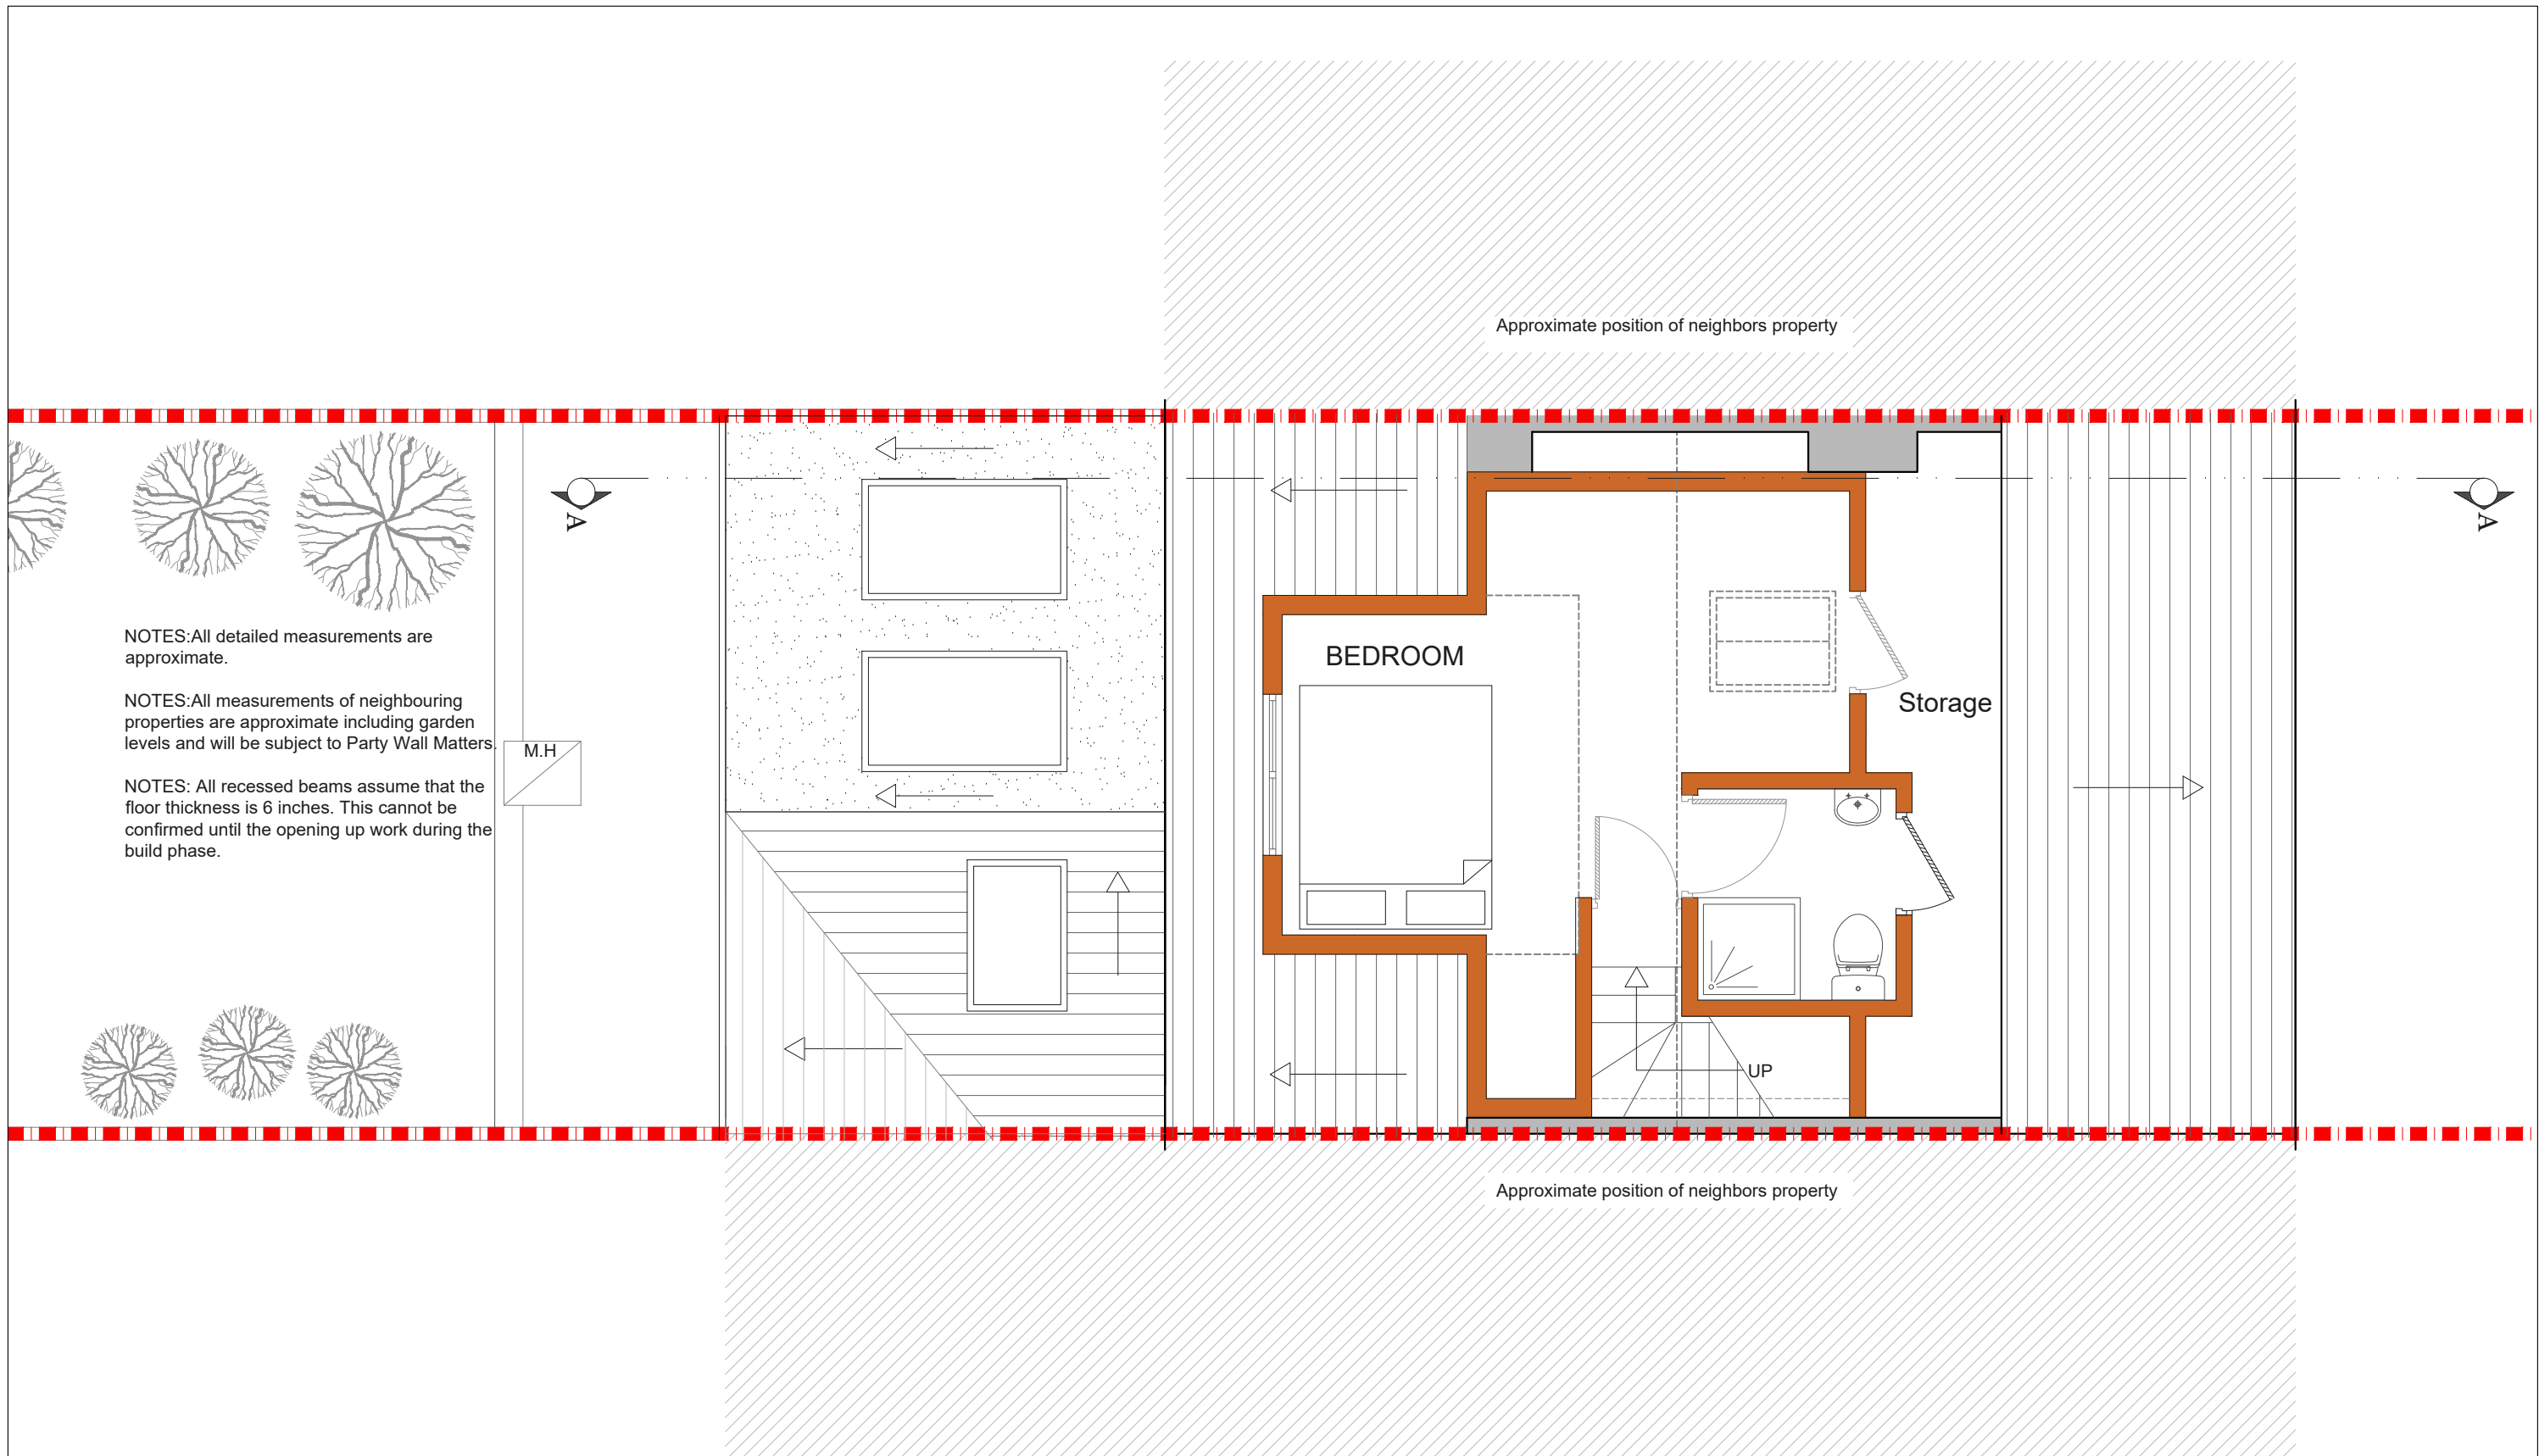 Approximate position of neighbors property
A
A
NOTES:All detailed measurements are
approximate.
NOTES:All measurements of neighbouring
properties are approximate including garden
levels and will be subject to Party Wall Matters.
NOTES: All recessed beams assume that the
floor thickness is 6 inches. This cannot be
confirmed until the opening up work during the
build phase.
M.H
BEDROOM
Storage
UP
Approximate position of neighbors property